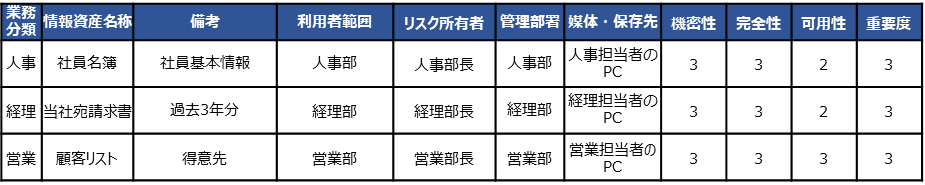 業務分類 情報資産名称 備考 利用者範囲 リスク所有者 管理部署 媒体・保存先 機密性 完全性 可用性 重要度
人事 社員名簿 社員基本情報 人事部 人事部長 人事部 人事担当者のPC 3 3 2 3
経理 当社宛請求書 過去3年分 経理部 経理部長 経理部 経理担当者のPC 3 3 2 3
営業 顧客リスト 得意先 営業部 営業部長 営業部 営業担当者のPC 3 3 3 3